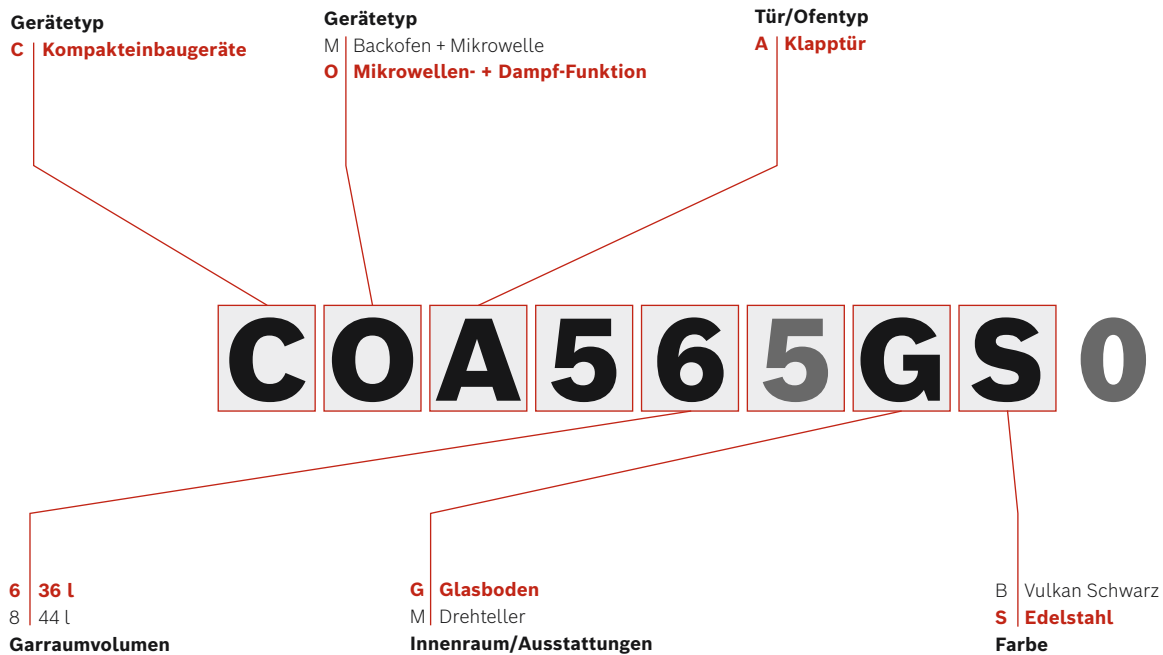 Gerätetyp
C Kompakteinbaugeräte
Gerätetyp
M Backofen + Mikrowelle
O Mikrowellen- + Dampf-Funktion
Tür/Ofentyp
A Klapptür
COA565GS0
6 36 l
8 44 l
Garraumvolumen
G Glasboden
M Drehteller
Innenraum/Ausstattungen
B Vulkan Schwarz
S Edelstahl
Farbe